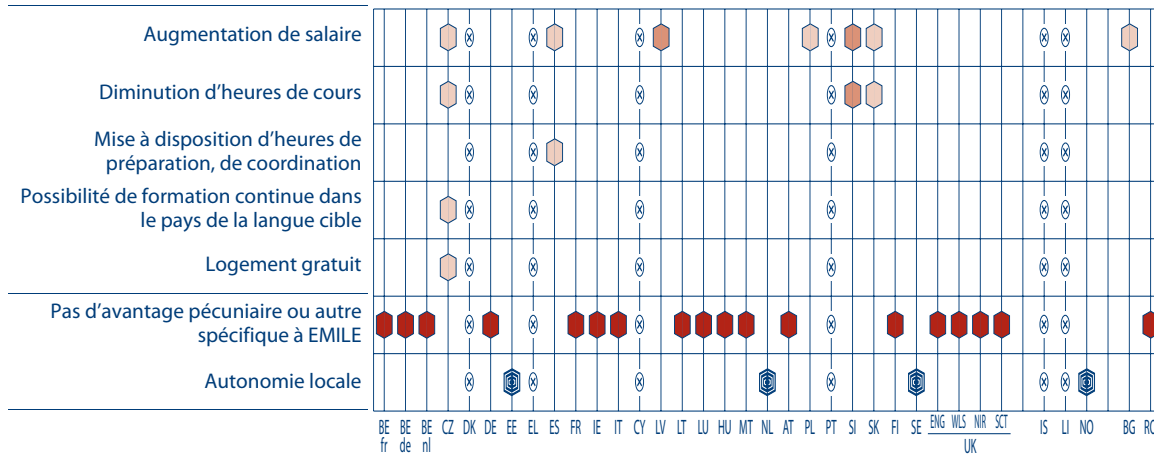 Augmentation de salaire
Diminution d'heures de cours
Mise à disposition d'heures de
préparation, de coordination
Possibilité de formation continue dans
le pays de la langue cible
Logement gratuit
Pas d'avantage pécuniaire ou autre
spécifique à EMILE
Autonomie locale
BE BE BE CZ DK DE EE EL ES FR IE IT CY LV LT LU HU MT NL AT PL PT SI SK FI SE ENG WLS NIR SCT IS LI NO BG RO
fr de nl UK